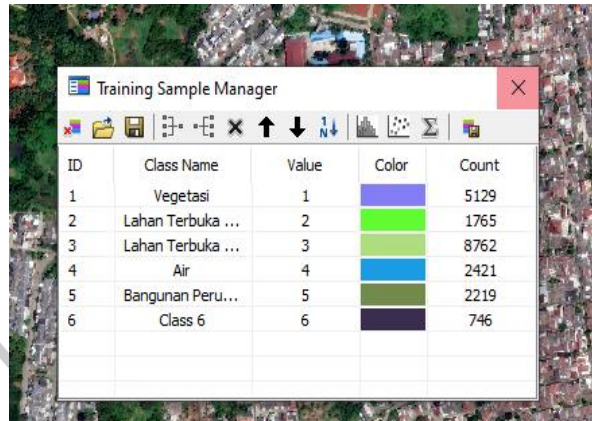 Training Sample Manager
ID Class Name Value Color Count
1 Vegetasi 1 5129
2 Lahan Terbuka ... 2 1765
3 Lahan Terbuka ... 3 8762
4 Air 4 2421
5 Bangunan Peru... 5 2219
6 Class 6 6 746